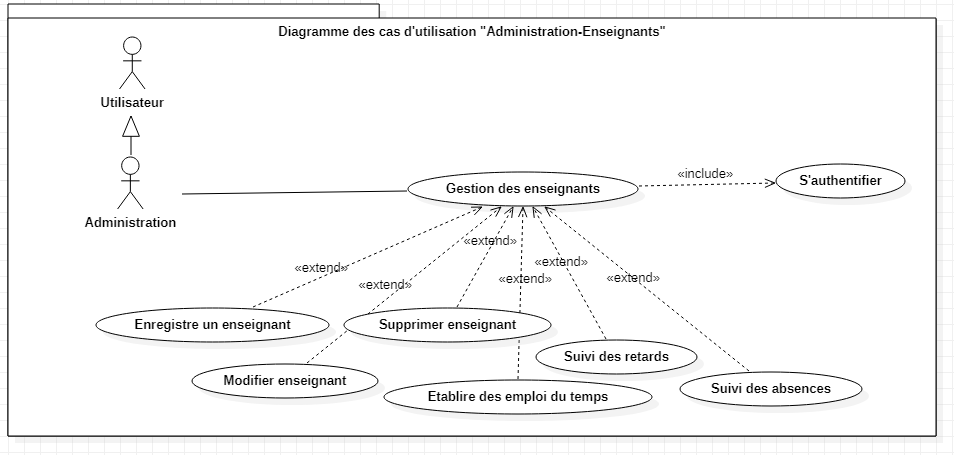 Diagramme des cas d'utilisation "Administration-Enseignants"
Utilisateur
Administration
Gestion des enseignants
«include»
S'authentifier
«extend»
«extend»
«extend»
«extend»
«extend»
«extend»
Enregistre un enseignant
Supprimer enseignant
Suivi des retards
Modifier enseignant
Etablire des emploi du temps
Suivi des absences